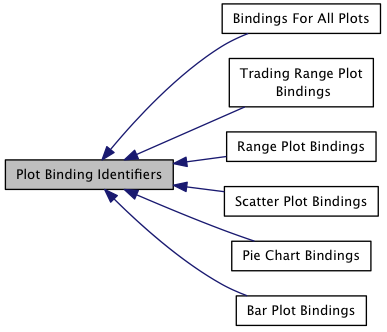 Bindings For All Plots
Trading Range Plot
Bindings
Range Plot Bindings
Plot Binding Identifiers
Scatter Plot Bindings
Pie Chart Bindings
Bar Plot Bindings